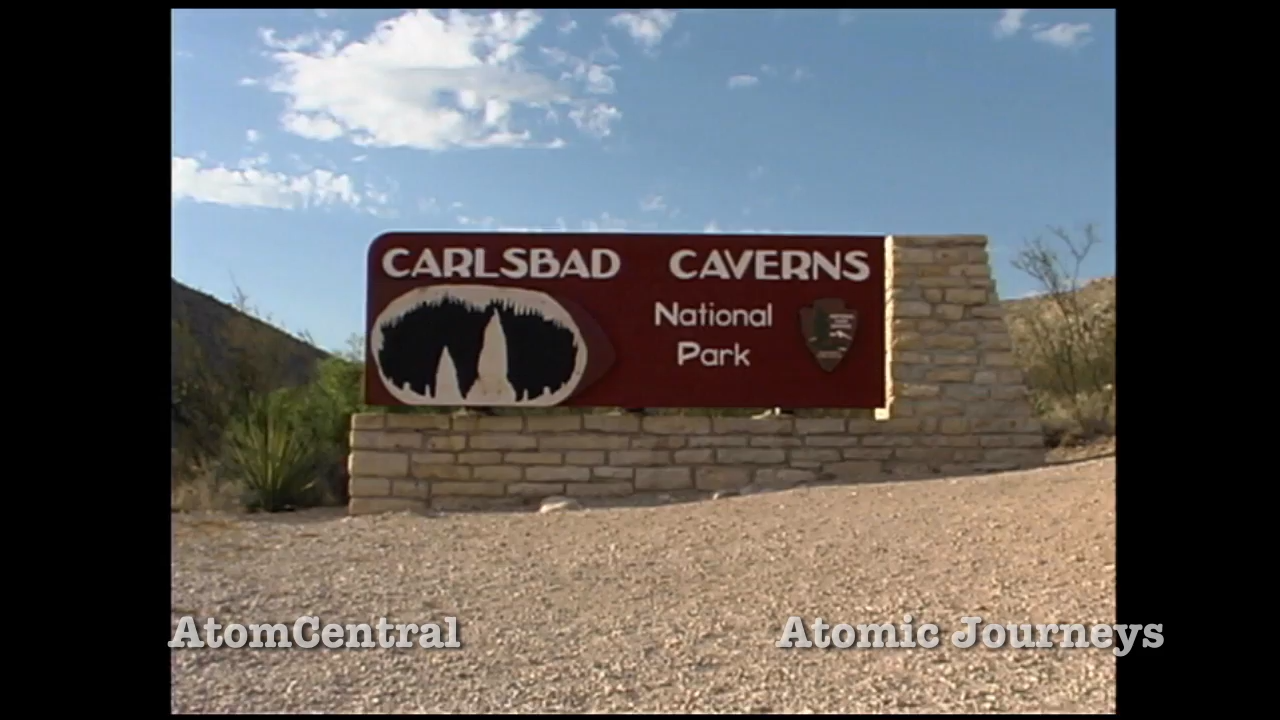 CARLSBAD CAVERNS
National
Park
AtomCentral
Atomic Journeys